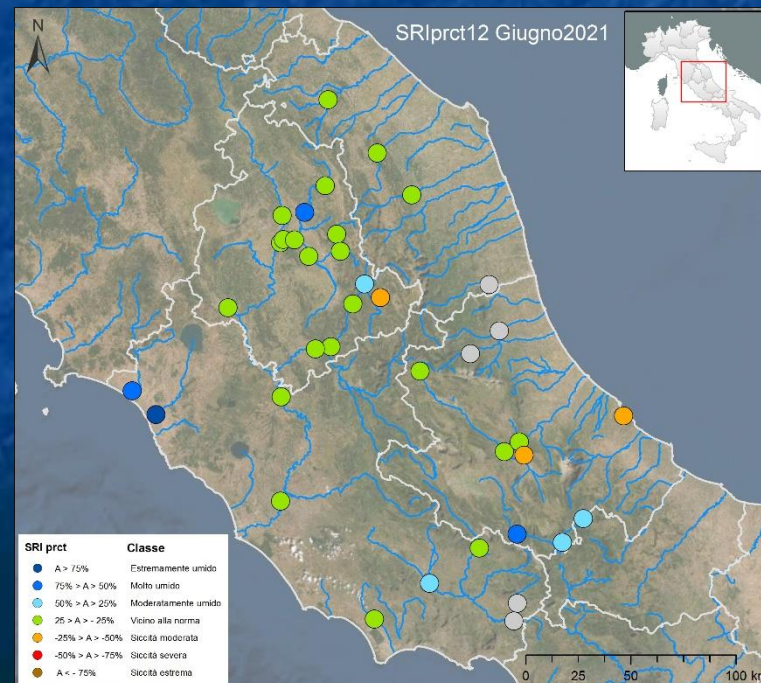 SRIprct12 Giugno2021
N
SRI prct Classe
A > 75% Estremamente umido
75% > A > 50% Molto umido
50% > A > 25% Moderatamente umido
25 > A > - 25% Vicino alla norma
-25% > A > -50% Siccità moderata
-50% > A > -75% Siccità severa
A < - 75% Siccità estrema
0 25 50 100 km